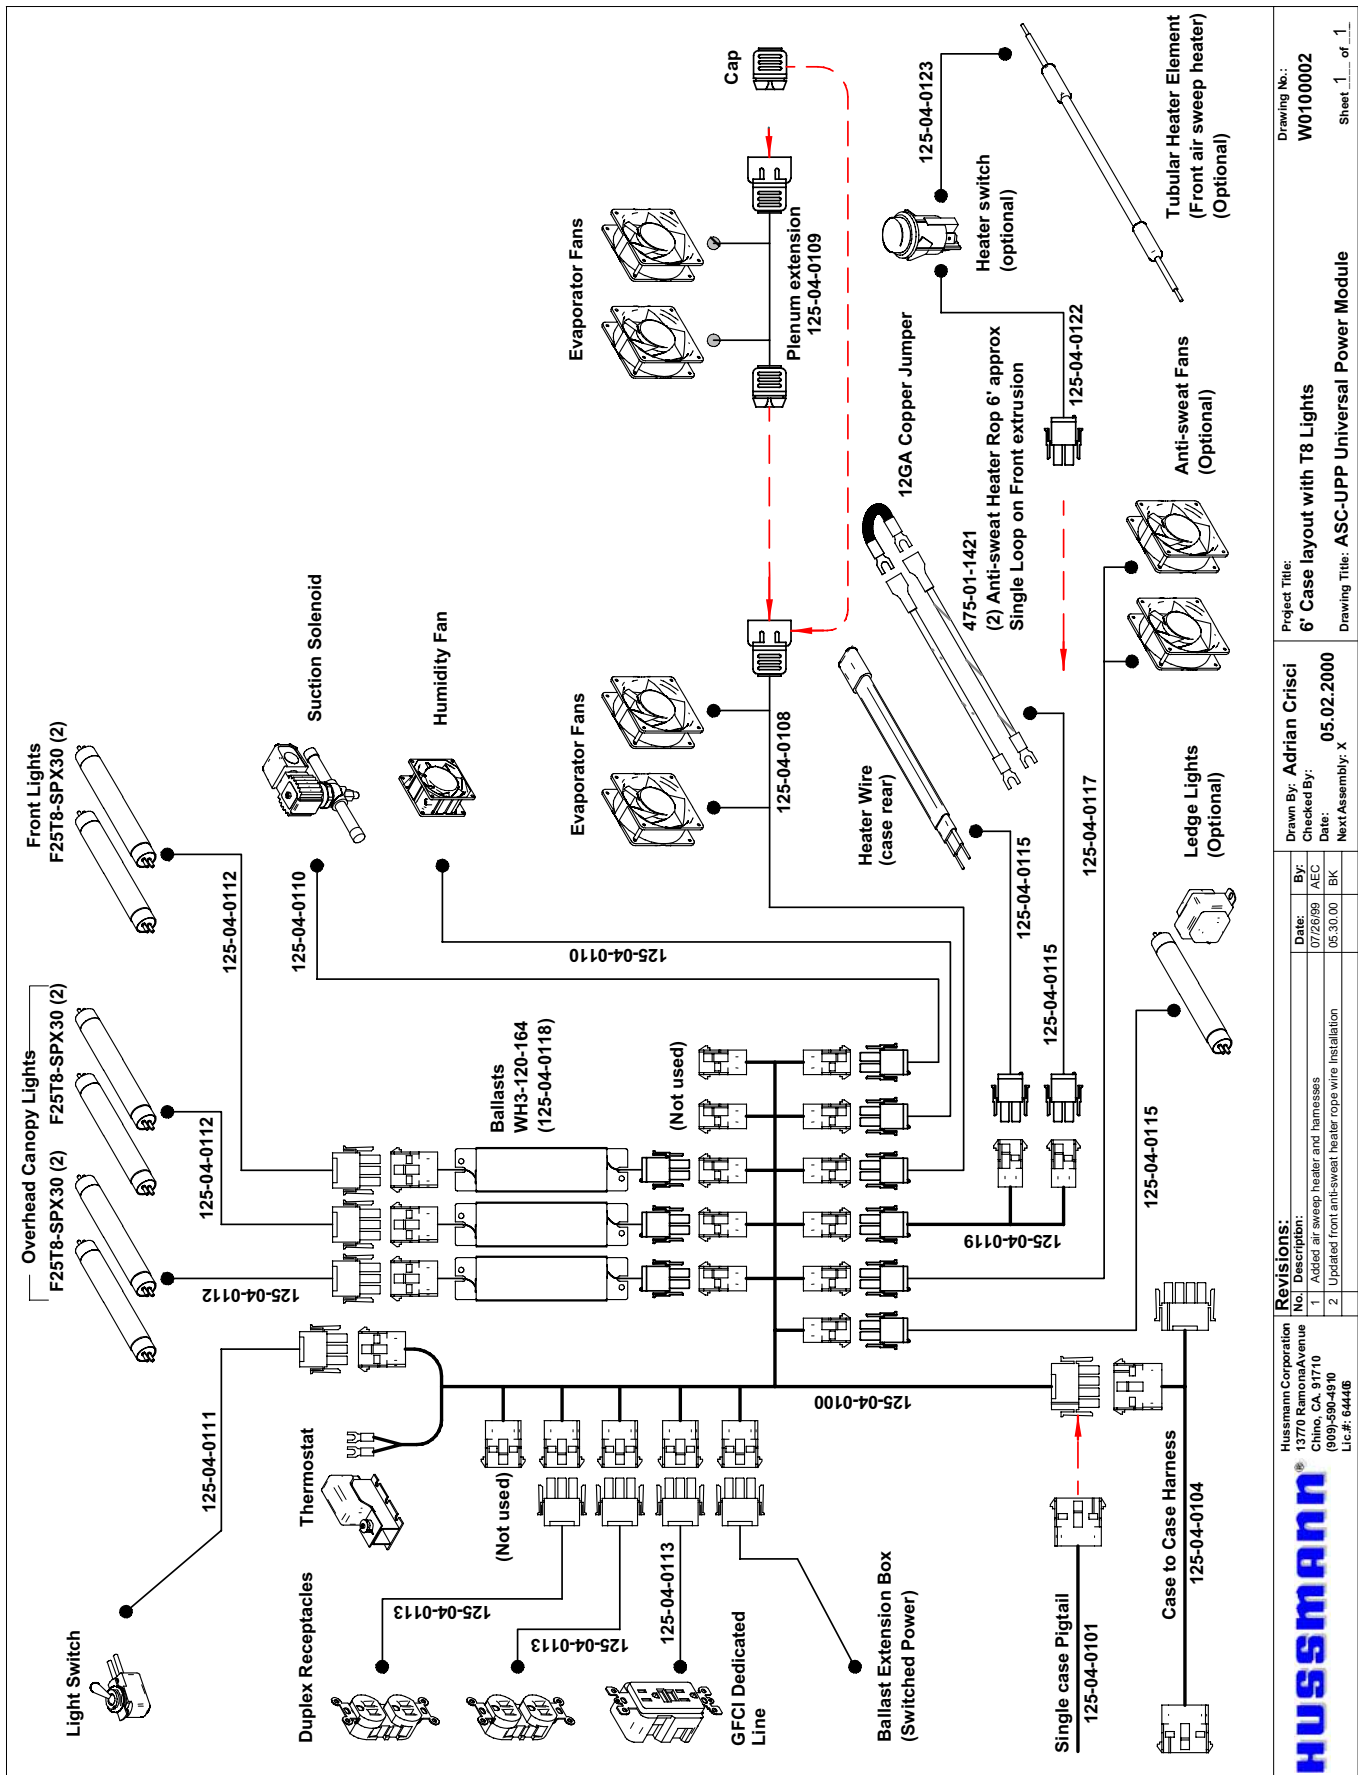 Light Switch
125-04-0111
Overhead Canopy Lights
F25T8-SPX30 (2)
F25T8-SPX30 (2)
125-04-0112
125-04-0112
Front Lights
F25T8-SPX30 (2)
125-04-0112
Suction Solenoid
125-04-0110
Humidity Fan
125-04-0110
Thermostat
Duplex Receptacles
(Not used)
125-04-0113
125-04-0113
GFCI Dedicated
Line
125-04-0113
Ballast Extension Box
(Switched Power)
Ballasts
WH3-120-164
(125-04-0118)
(Not used)
125-04-0100
125-04-0119
Evaporator Fans
125-04-0108
Evaporator Fans
Plenum extension
125-04-0109
Cap
Heater Wire
(case rear)
125-04-0115
12GA Copper Jumper
475-01-1421
(2) Anti-sweat Heater Rop 6' approx
Single Loop on Front extrusion
125-04-0115
Heater switch
(optional)
125-04-0123
125-04-0122
Tubular Heater Element
(Front air sweep heater)
(Optional)
125-04-0117
Anti-sweat Fans
(Optional)
125-04-0115
Ledge Lights
(Optional)
Single case Pigtail
125-04-0101
Case to Case Harness
125-04-0104
HUSSMANN®
Hussmann Corporation
13770 RamonaAvenue
Chino, CA. 91710
(909)-590-4910
Revisions:
No. Description: Date: By:
1 Added air sweep heater and harnesses 07/26/99 AEC
2 Updated front anti-sweat heater rope wire Installation 05.30.00 BK
Drawn By: Adrian Crisci
Checked By:
Date: 05.02.2000
Next Assembly: X
Project Title:
6' Case layout with T8 Lights
Drawing Title: ASC-UPP Universal Power Module
Drawing No.:
W0100002
Sheet 1 of 1